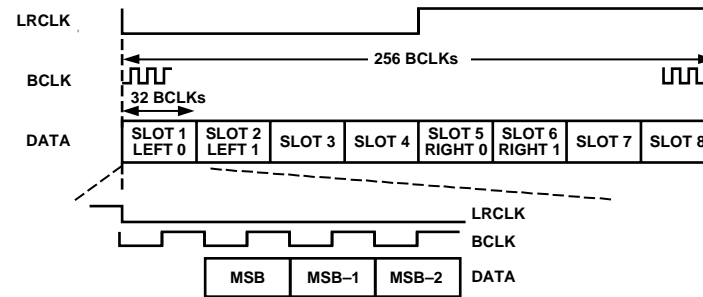 LRCLK
256 BCLKs
BCLK
32 BCLKs
DATA
SLOT 1
LEFT 0
SLOT 2
LEFT 1
SLOT 3
SLOT 4
SLOT 5
RIGHT 0
SLOT 6
RIGHT 1
SLOT 7
SLOT 8
LRCLK
BCLK
MSB
MSB–1
MSB–2
DATA